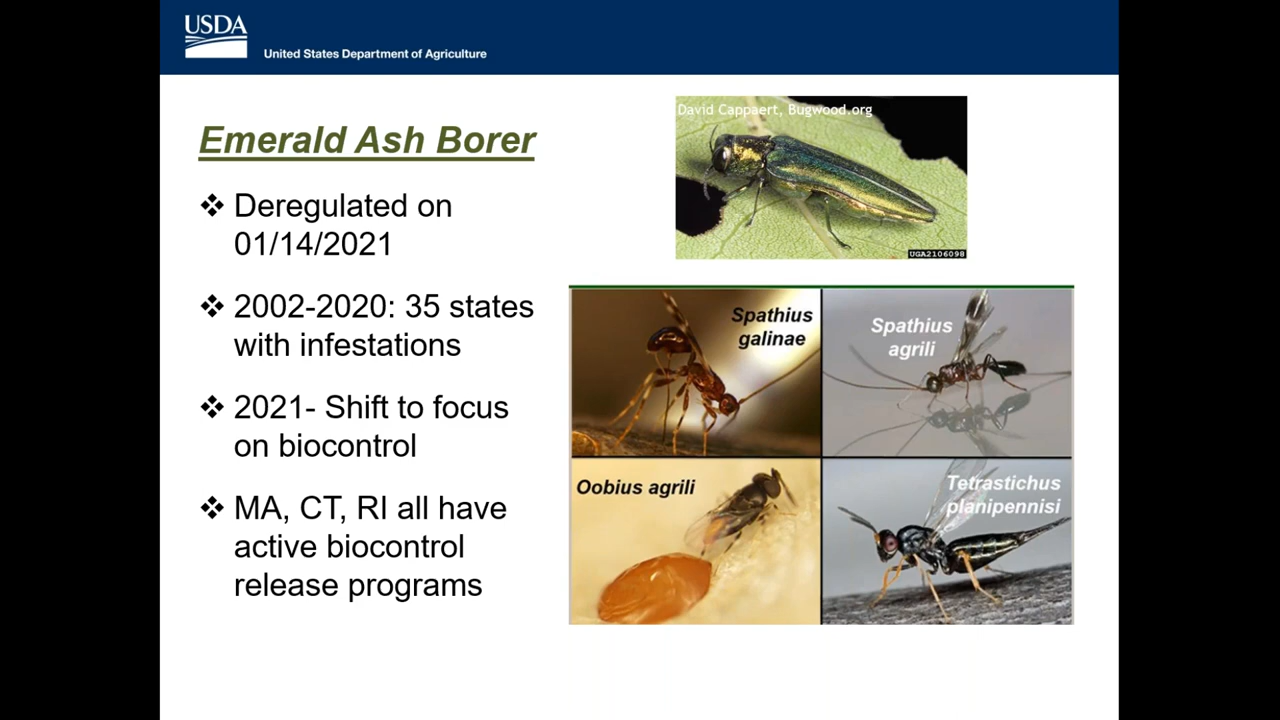 USDA
United States Department of Agriculture
Emerald Ash Borer
❖ Deregulated on
01/14/2021
❖ 2002-2020: 35 states
with infestations
❖ 2021- Shift to focus
on biocontrol
❖ MA, CT, RI all have
active biocontrol
release programs
David Cappaert, Bugwood.org
UGA2106098
Spathius
galinae
Spathius
agrili
Oobius agrili
Tetrastichus
planipennisi